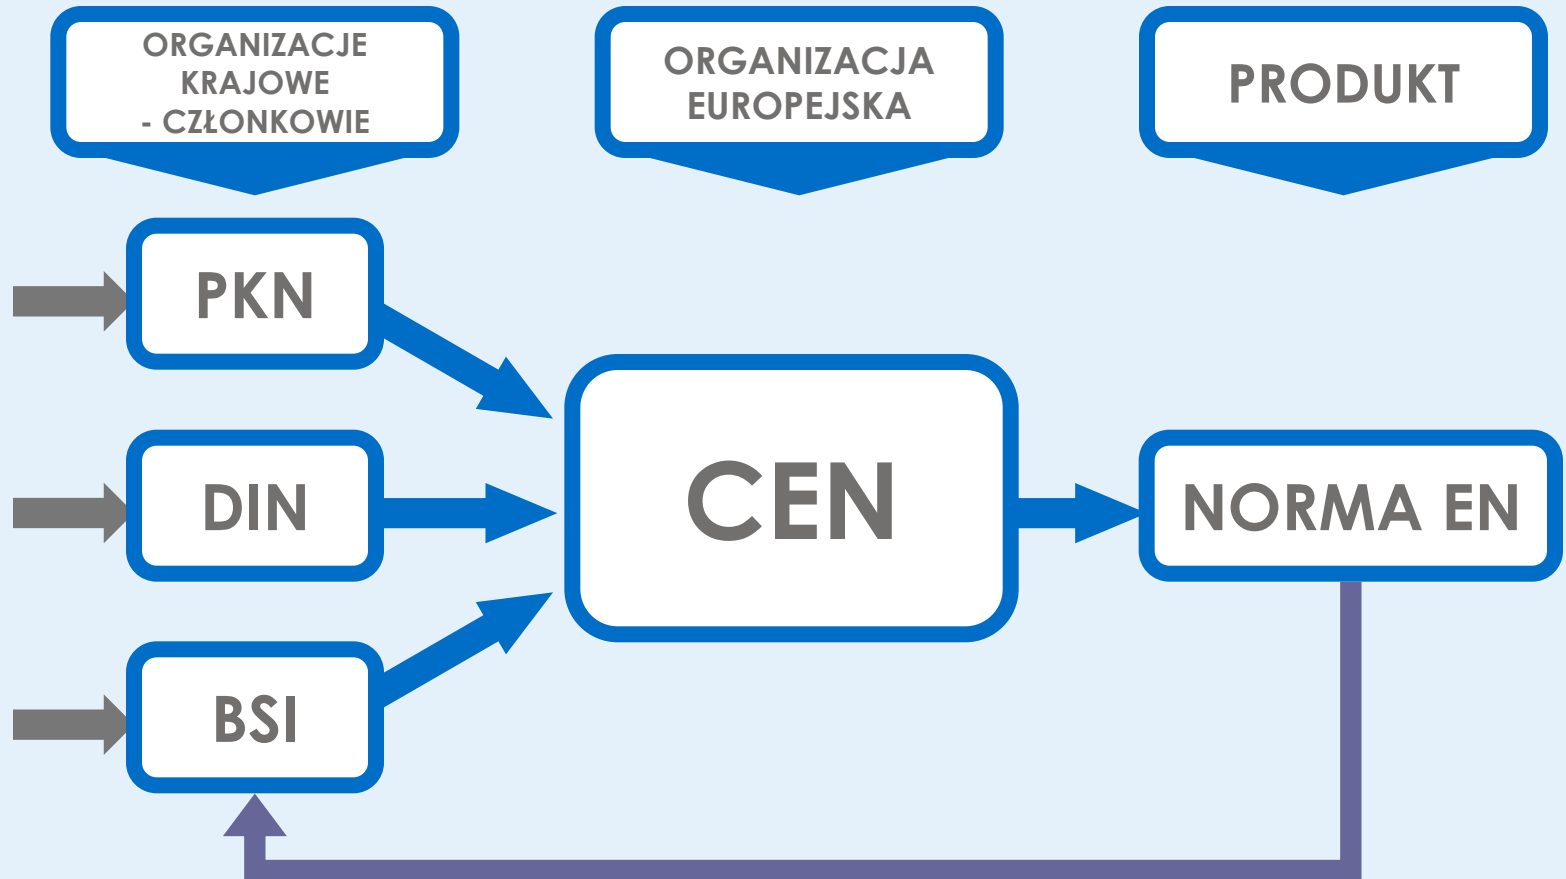 ORGANIZACJE
KRAJOWE
- CZŁONKOWIE
ORGANIZACJA
EUROPEJSKA
PRODUKT
PKN
DIN
BSI
CEN
NORMA EN